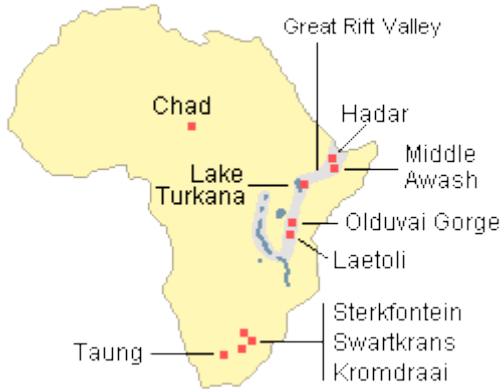 Great Rift Valley
Hadar
Chad
Middle
Awash
Lake
Turkana
Olduvai Gorge
Laetoli
Sterkfontein
Swartkrans
Kromdraai
Taung